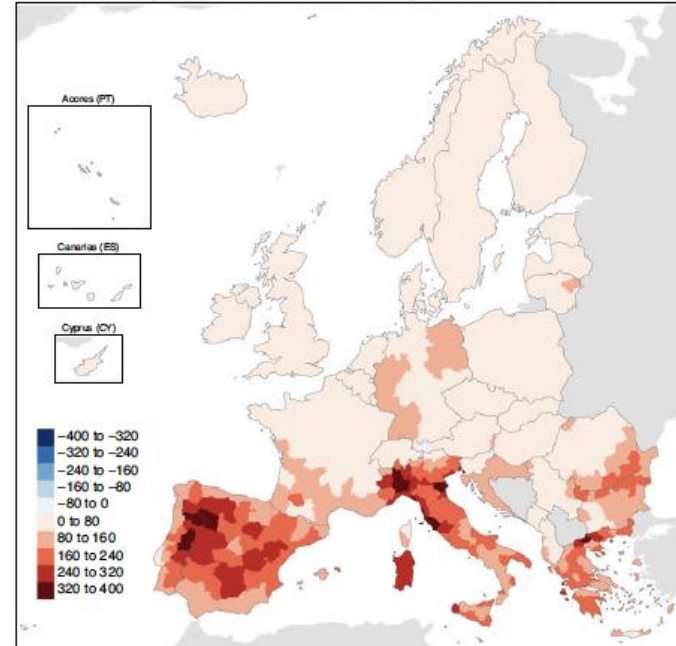 Acores (PT)
Canarias (ES)
Cyprus (CY)
−400 to −320
−320 to −240
−240 to −160
−160 to −80
−80 to 0
0 to 80
80 to 160
160 to 240
240 to 320
320 to 400